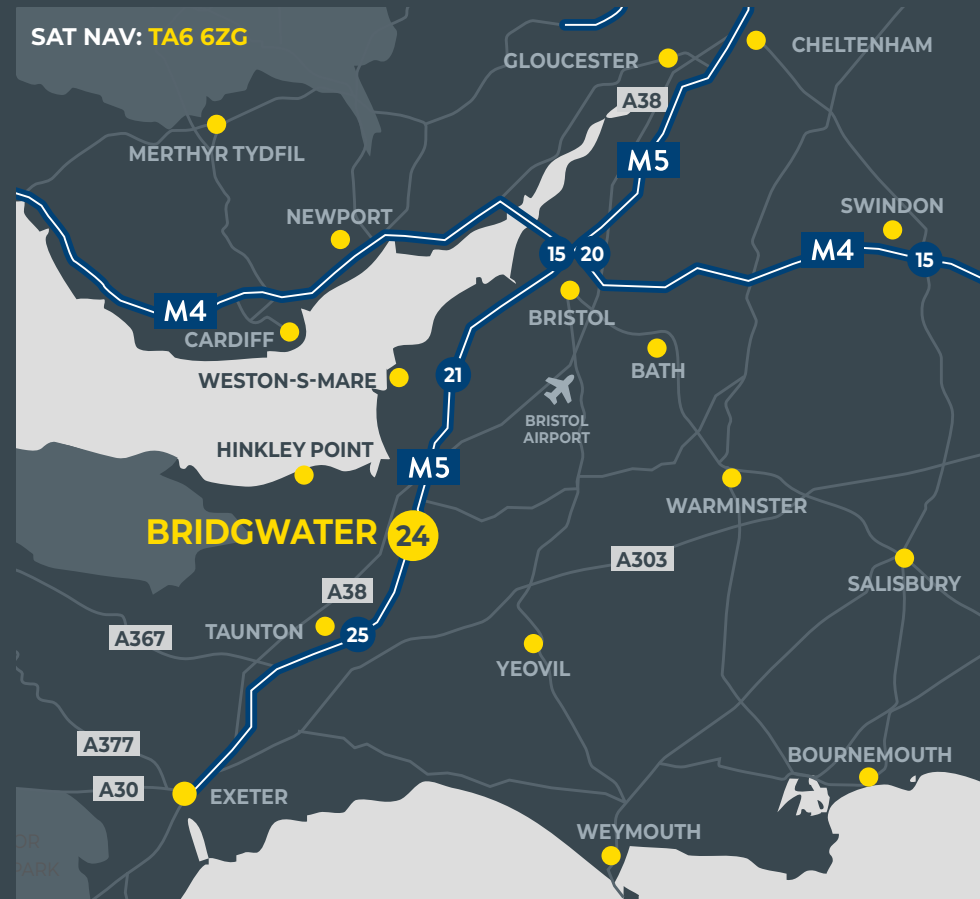 SAT NAV: TA6 6ZG
CHELTENHAM
GLOUCESTER
A38
MERTHYR TYDFIL
M5
SWINDON
NEWPORT
15
20
M4
15
M4
CARDIFF
BRISTOL
WESTON-S-MARE
21
BATH
BRISTOL
AIRPORT
HINKLEY POINT
M5
WARMINSTER
BRIDGWATER
24
A303
SALISBURY
A38
TAUNTON
25
A367
YEOVIL
A377
BOURNEMOUTH
A30
EXETER
WEYMOUTH
OR
PARK